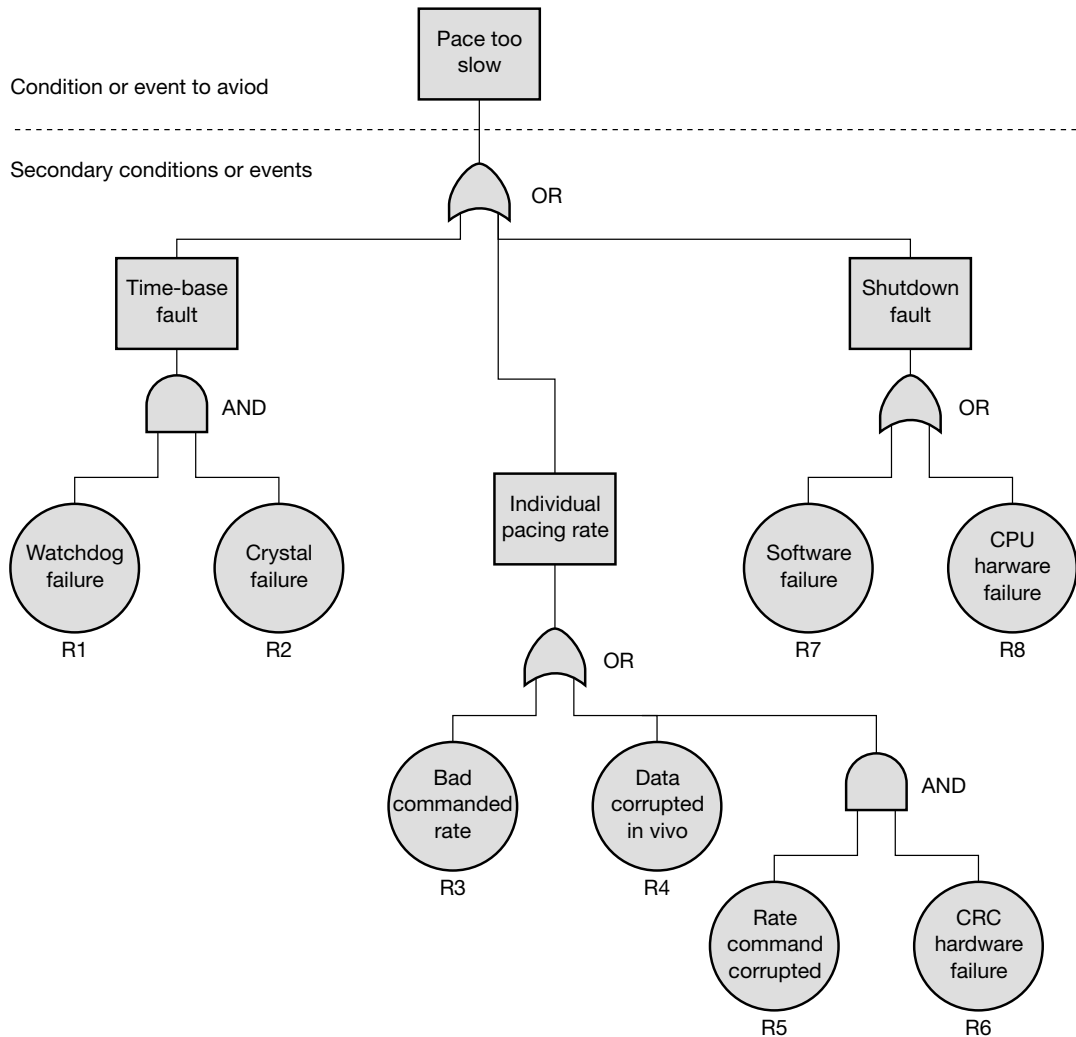 Pace too
slow
Condition or event to aviod
Secondary conditions or events
OR
Time-base
fault
Shutdown
fault
AND
OR
Individual
pacing rate
Watchdog
failure
Crystal
failure
Software
failure
CPU
harware
failure
R1
R2
R7
R8
OR
Bad
commanded
rate
Data
corrupted
in vivo
AND
R3
R4
Rate
command
corrupted
CRC
hardware
failure
R5
R6